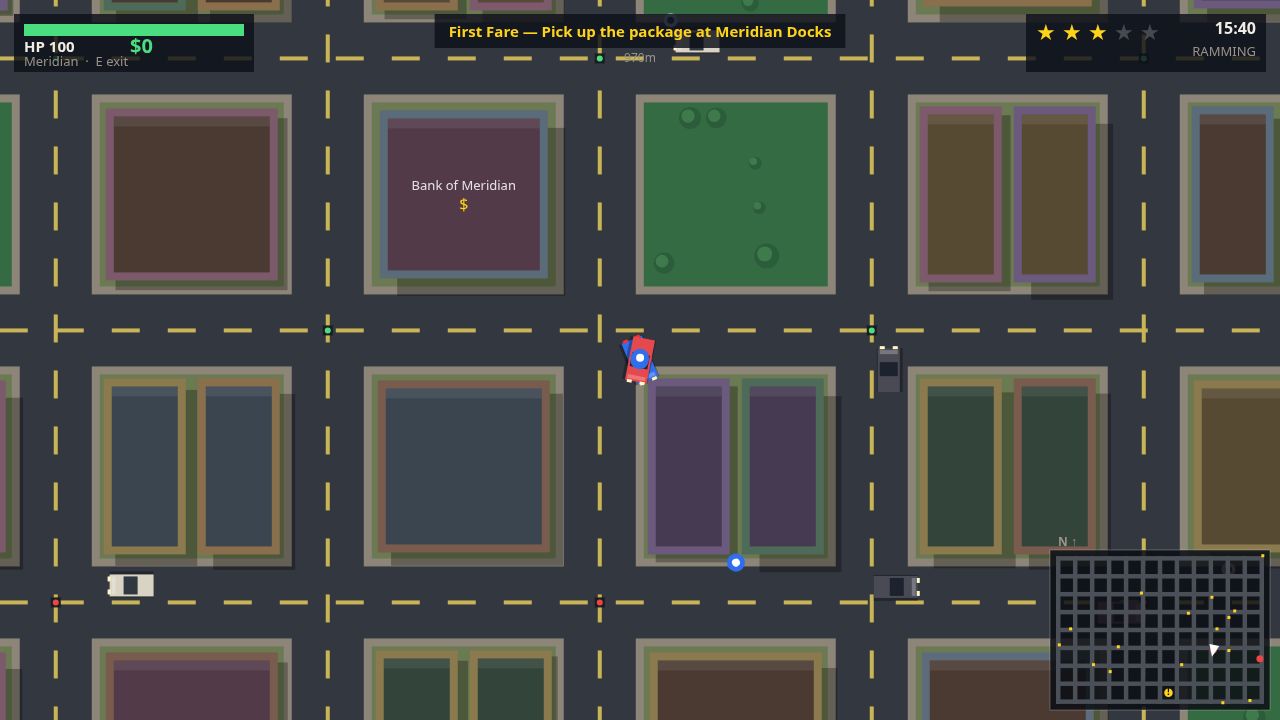 First Fare — Pick up the package at Meridian Docks
HP 100
$0
Meridian · E exit
970m
15:40
RAMMING
Bank of Meridian
$
N ↑